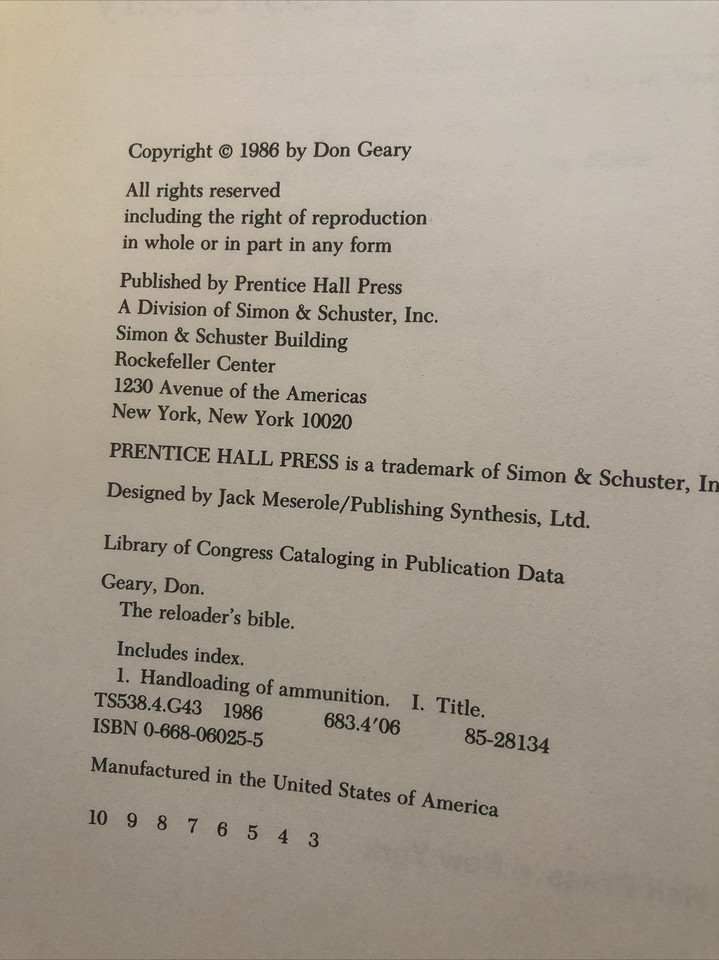 Copyright © 1986 by Don Geary
All rights reserved
including the right of reproduction
in whole or in part in any form
Published by Prentice Hall Press
A Division of Simon & Schuster, Inc.
Simon & Schuster Building
Rockefeller Center
1230 Avenue of the Americas
New York, New York 10020
PRENTICE HALL PRESS is a trademark of Simon & Schuster, In
Designed by Jack Meserole/Publishing Synthesis, Ltd.
Library of Congress Cataloging in Publication Data
Geary, Don.
The reloader's bible.
Includes index.
1. Handloading of ammunition. I. Title.
TS538.4.G43 1986 683.4′06 85-28134
ISBN 0-668-06025-5
Manufactured in the United States of America
10 9 8 7 6 5 4 3